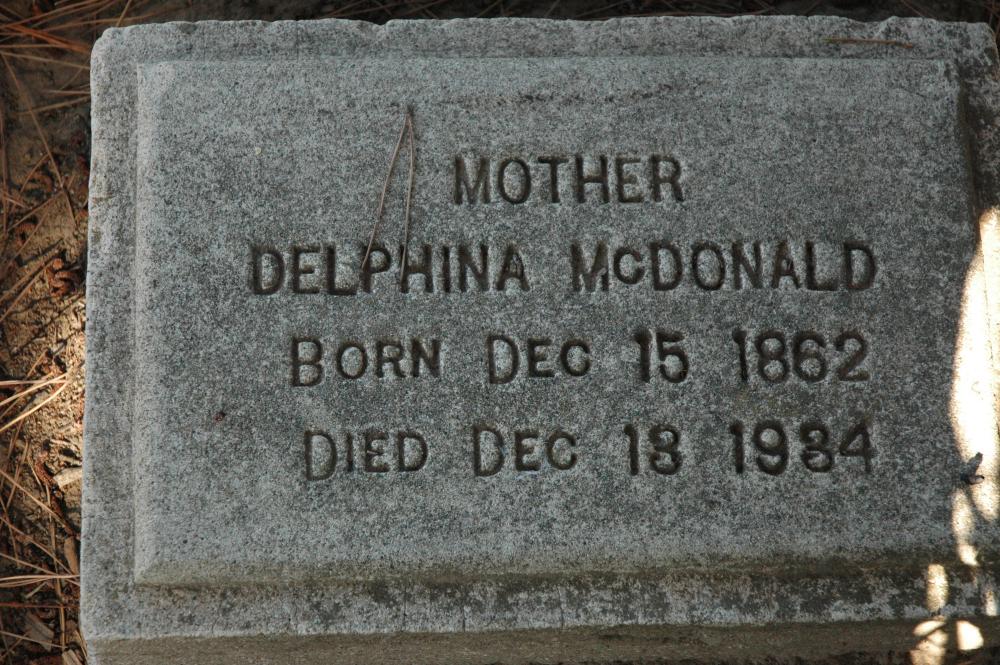 MOTHER
DELPHINA McDONALD
BORN DEC 15 1862
DIED DEC 13 1934